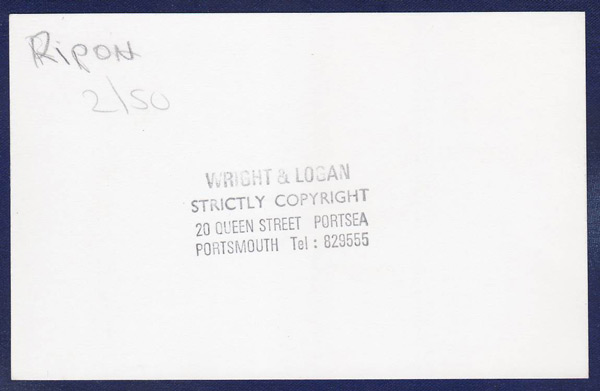 RIPON
2/50
WRIGHT & LOGAN
STRICTLY COPYRIGHT
20 QUEEN STREET PORTSEA
PORTSMOUTH Tel : 829555